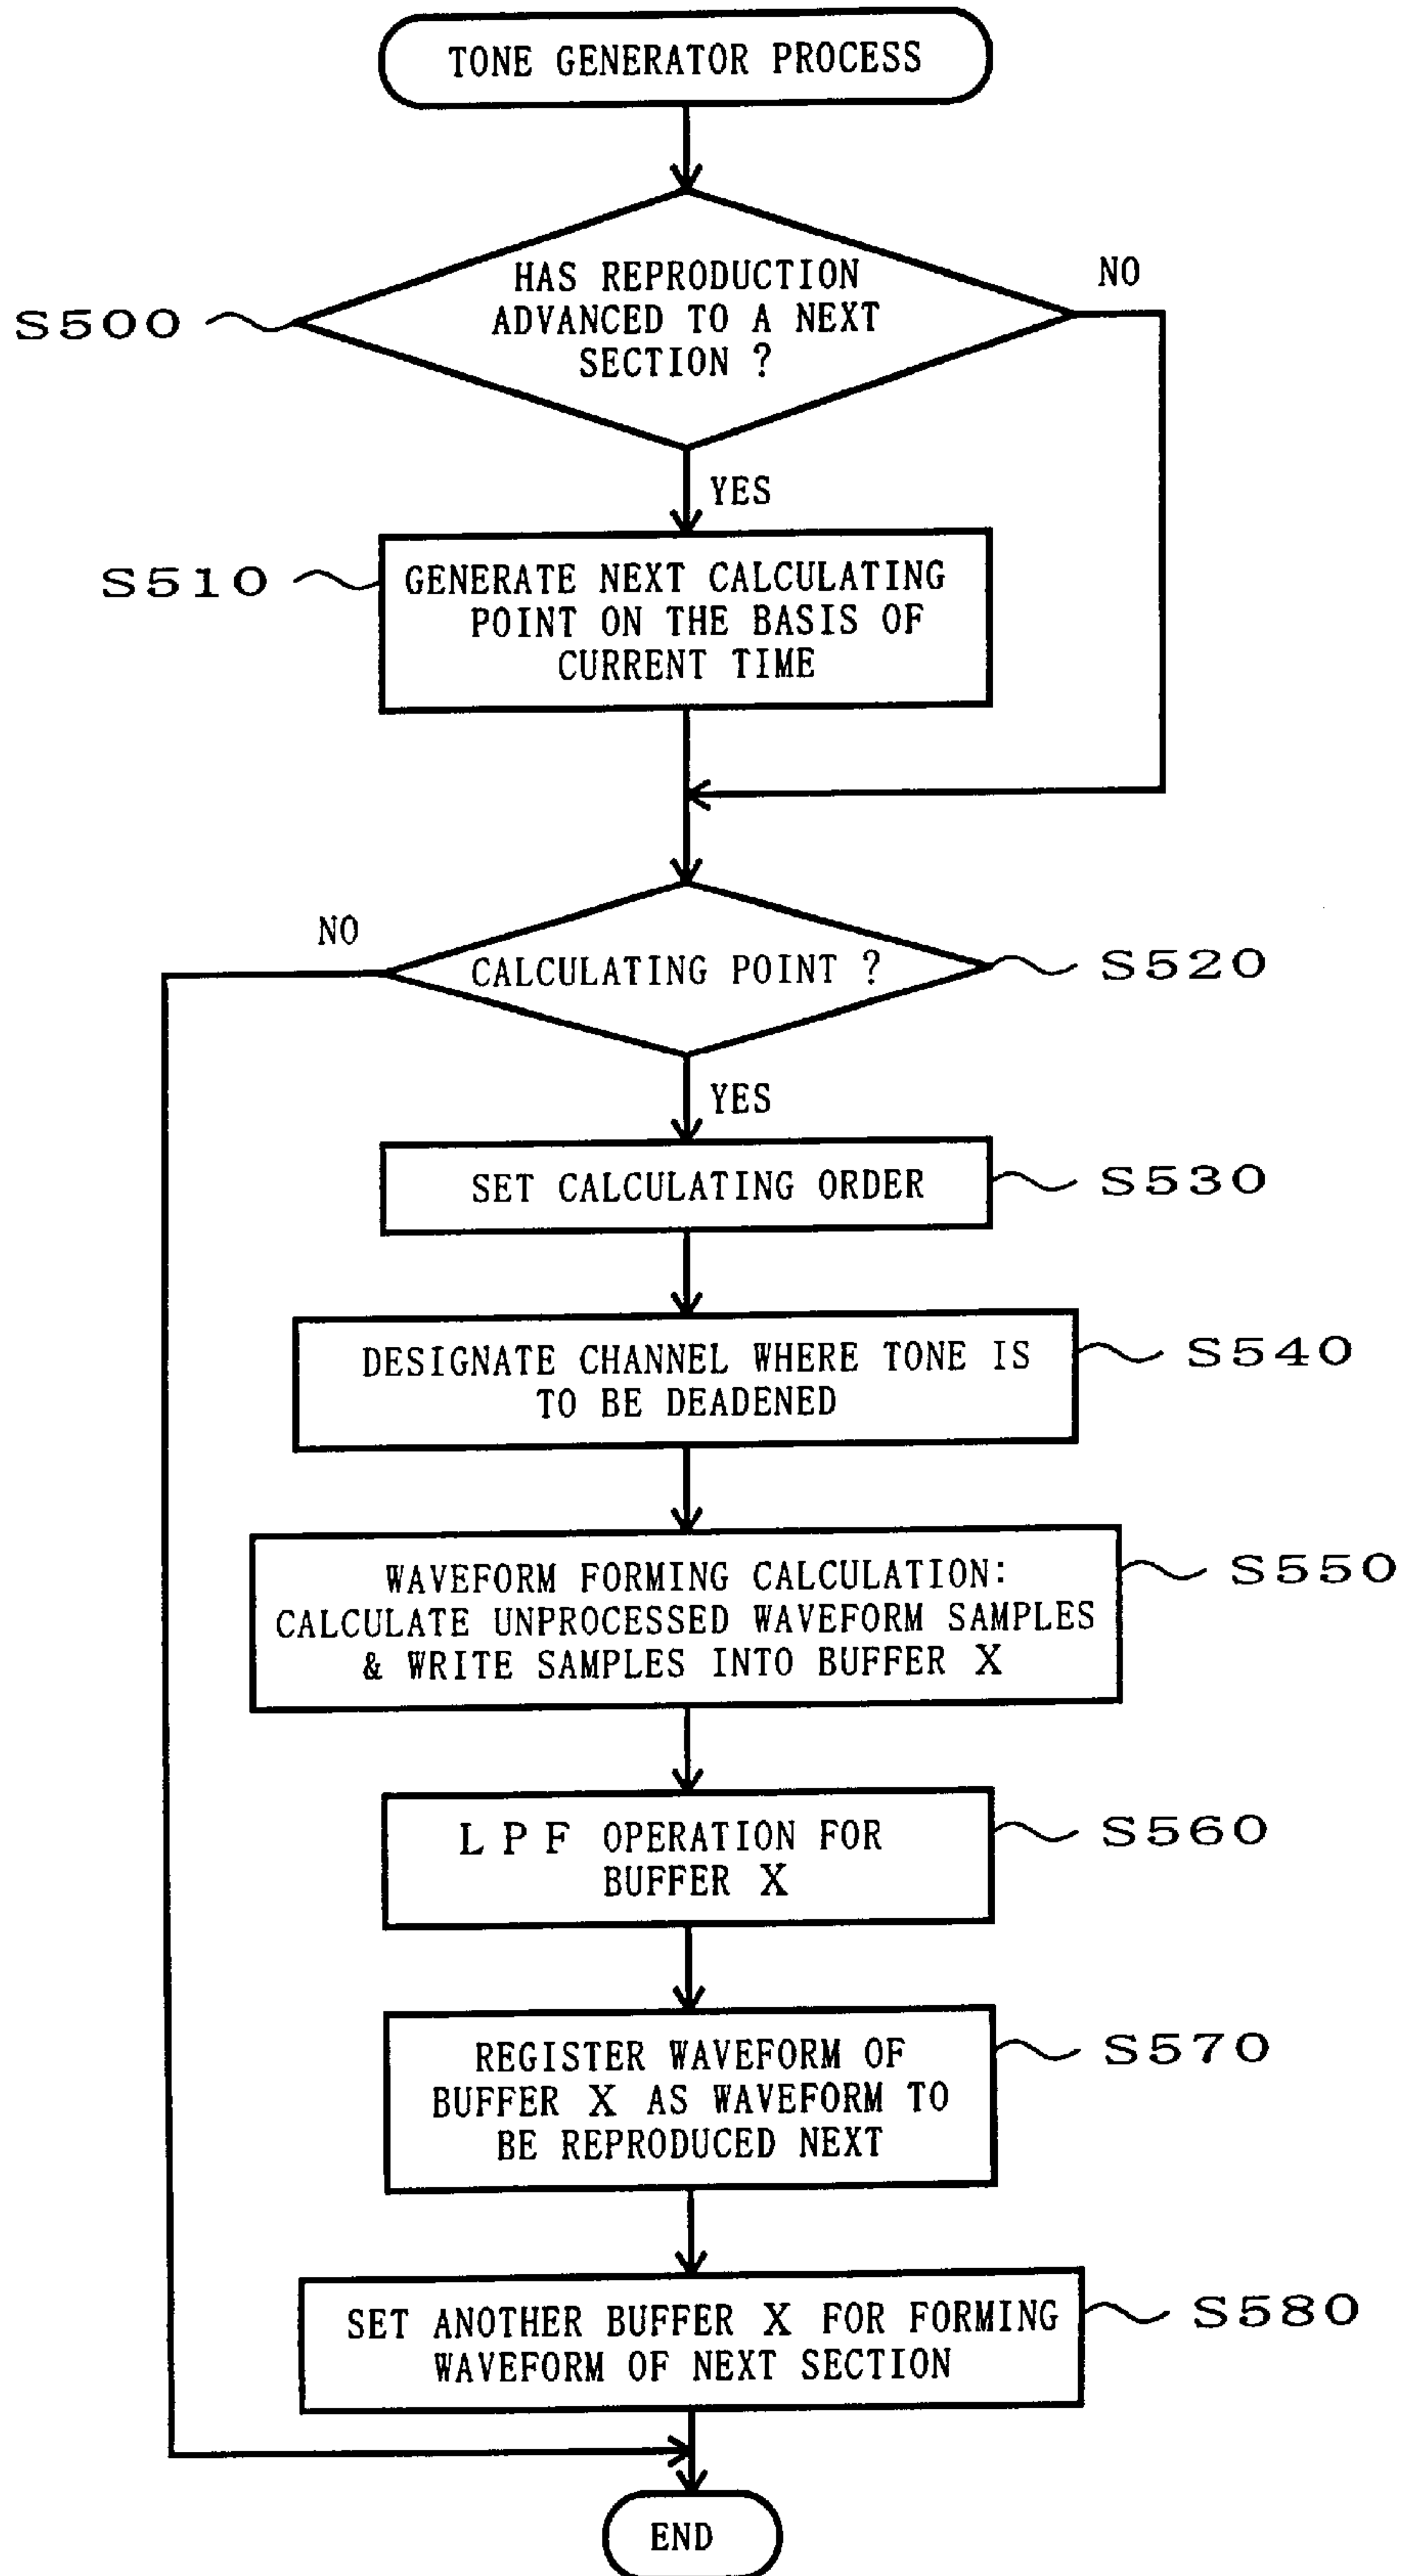 TONE GENERATOR PROCESS
HAS REPRODUCTION
ADVANCED TO A NEXT
SECTION ?
NO
S500
YES
S510
GENERATE NEXT CALCULATING
POINT ON THE BASIS OF
CURRENT TIME
NO
CALCULATING POINT ?
S520
YES
SET CALCULATING ORDER
S530
DESIGNATE CHANNEL WHERE TONE IS
TO BE DEADENED
S540
WAVEFORM FORMING CALCULATION:
CALCULATE UNPROCESSED WAVEFORM SAMPLES
& WRITE SAMPLES INTO BUFFER X
S550
LPF OPERATION FOR
BUFFER X
S560
REGISTER WAVEFORM OF
BUFFER X AS WAVEFORM TO
BE REPRODUCED NEXT
S570
SET ANOTHER BUFFER X FOR FORMING
WAVEFORM OF NEXT SECTION
S580
END